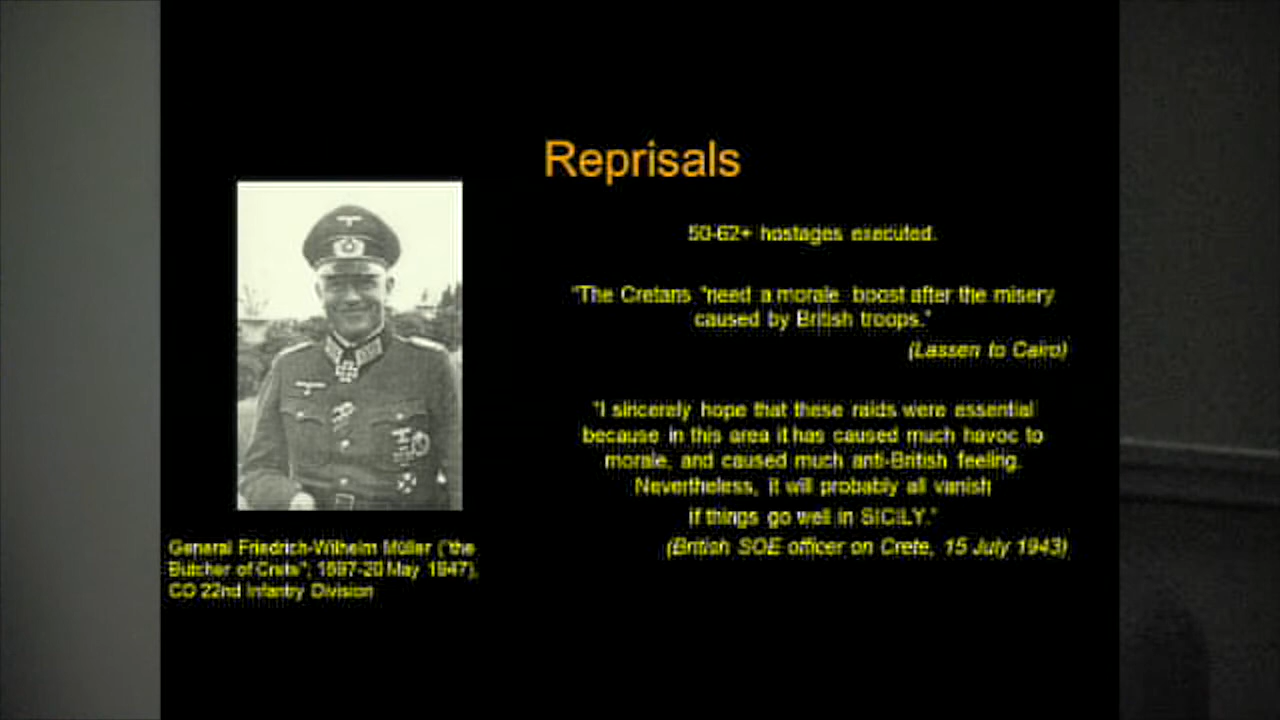 Reprisals
50-62+ hostages executed.
"The Cretans "need a morale boost after the misery
caused by British troops."
(Lassen to Cairo)
"I sincerely hope that these raids were essential
because in this area it has caused much havoc to
morale, and caused much anti-British feeling.
Nevertheless, it will probably all vanish
if things go well in SICILY."
(British SOE officer on Crete, 15 July 1943)
General Friedrich-Wilhelm Müller ("the
Butcher of Crete", 1897-20 May 1947),
CO 22nd Infantry Division